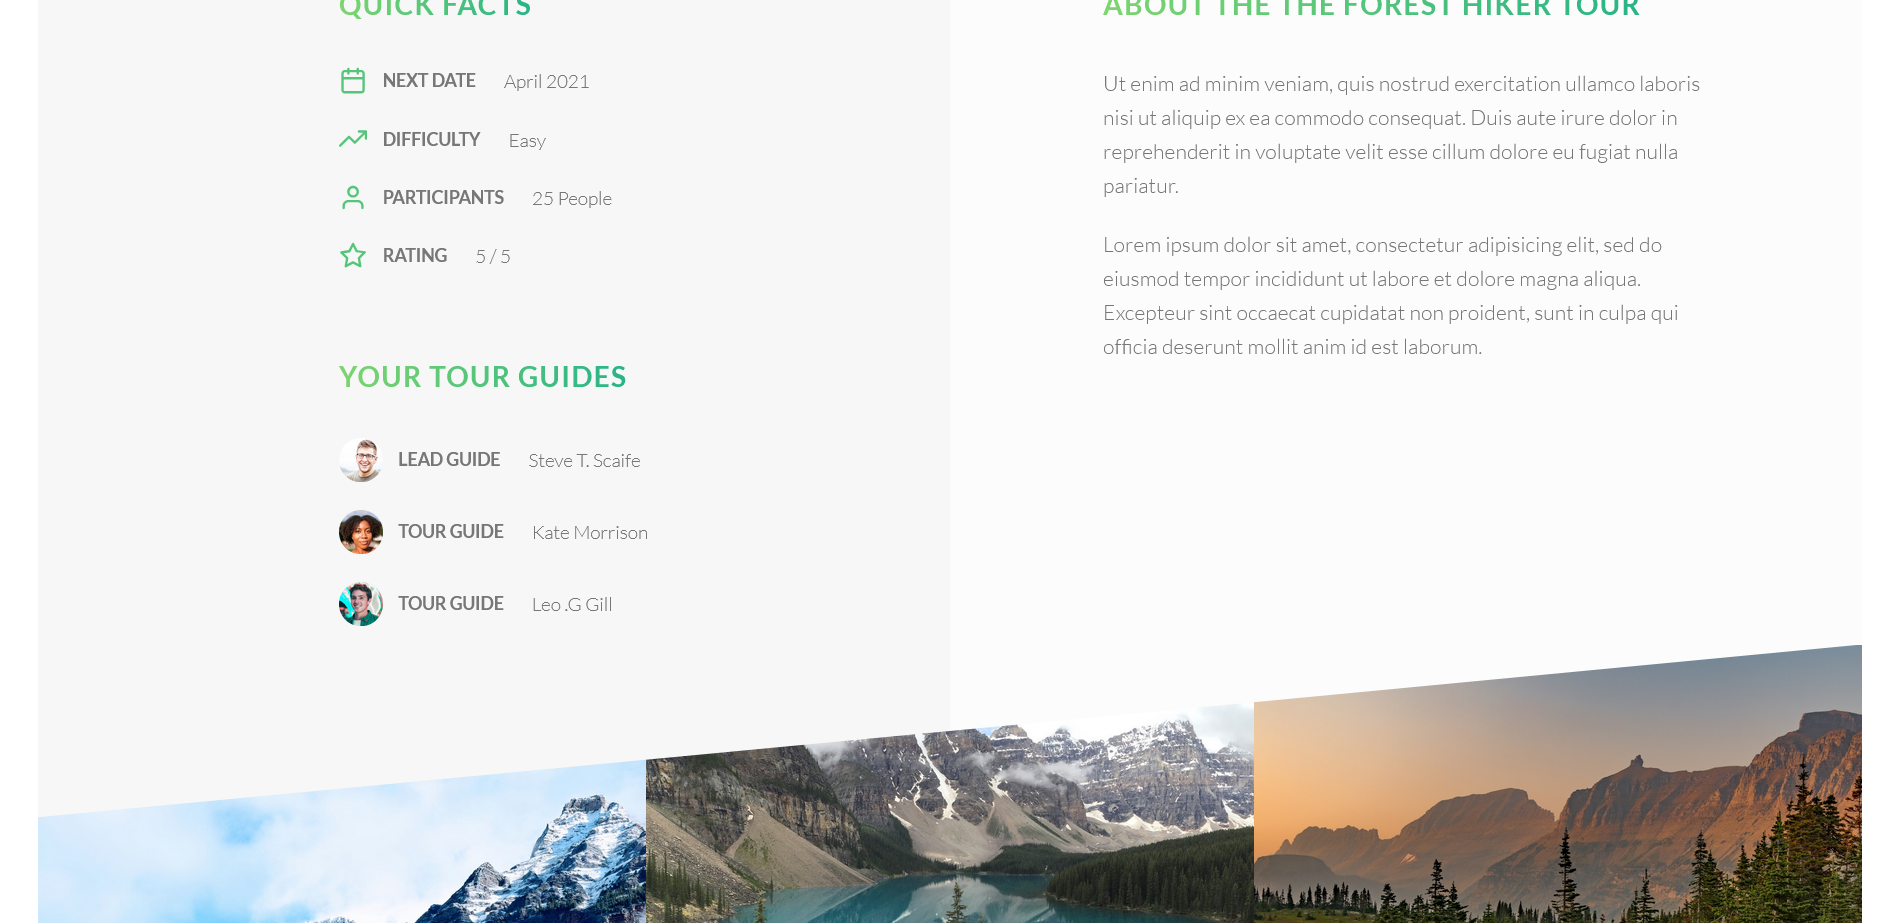 QUICK FACTS
NEXT DATE April 2021
DIFFICULTY Easy
PARTICIPANTS 25 People
RATING 5 / 5
YOUR TOUR GUIDES
LEAD GUIDE Steve T. Scaife
TOUR GUIDE Kate Morrison
TOUR GUIDE Leo .G Gill
ABOUT THE THE FOREST HIKER TOUR
Ut enim ad minim veniam, quis nostrud exercitation ullamco laboris
nisi ut aliquip ex ea commodo consequat. Duis aute irure dolor in
reprehenderit in voluptate velit esse cillum dolore eu fugiat nulla
pariatur.
Lorem ipsum dolor sit amet, consectetur adipisicing elit, sed do
eiusmod tempor incididunt ut labore et dolore magna aliqua.
Excepteur sint occaecat cupidatat non proident, sunt in culpa qui
officia deserunt mollit anim id est laborum.